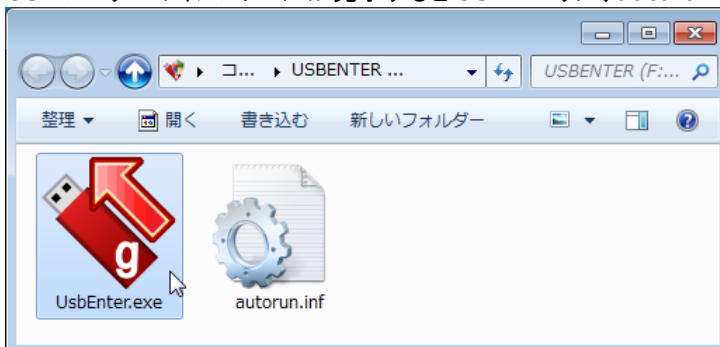 コ... ▸ USBENTER ...
USBENTER (F:...
整理 ▼ 開く 書き込む 新しいフォルダー
g
UsbEnter.exe
autorun.inf